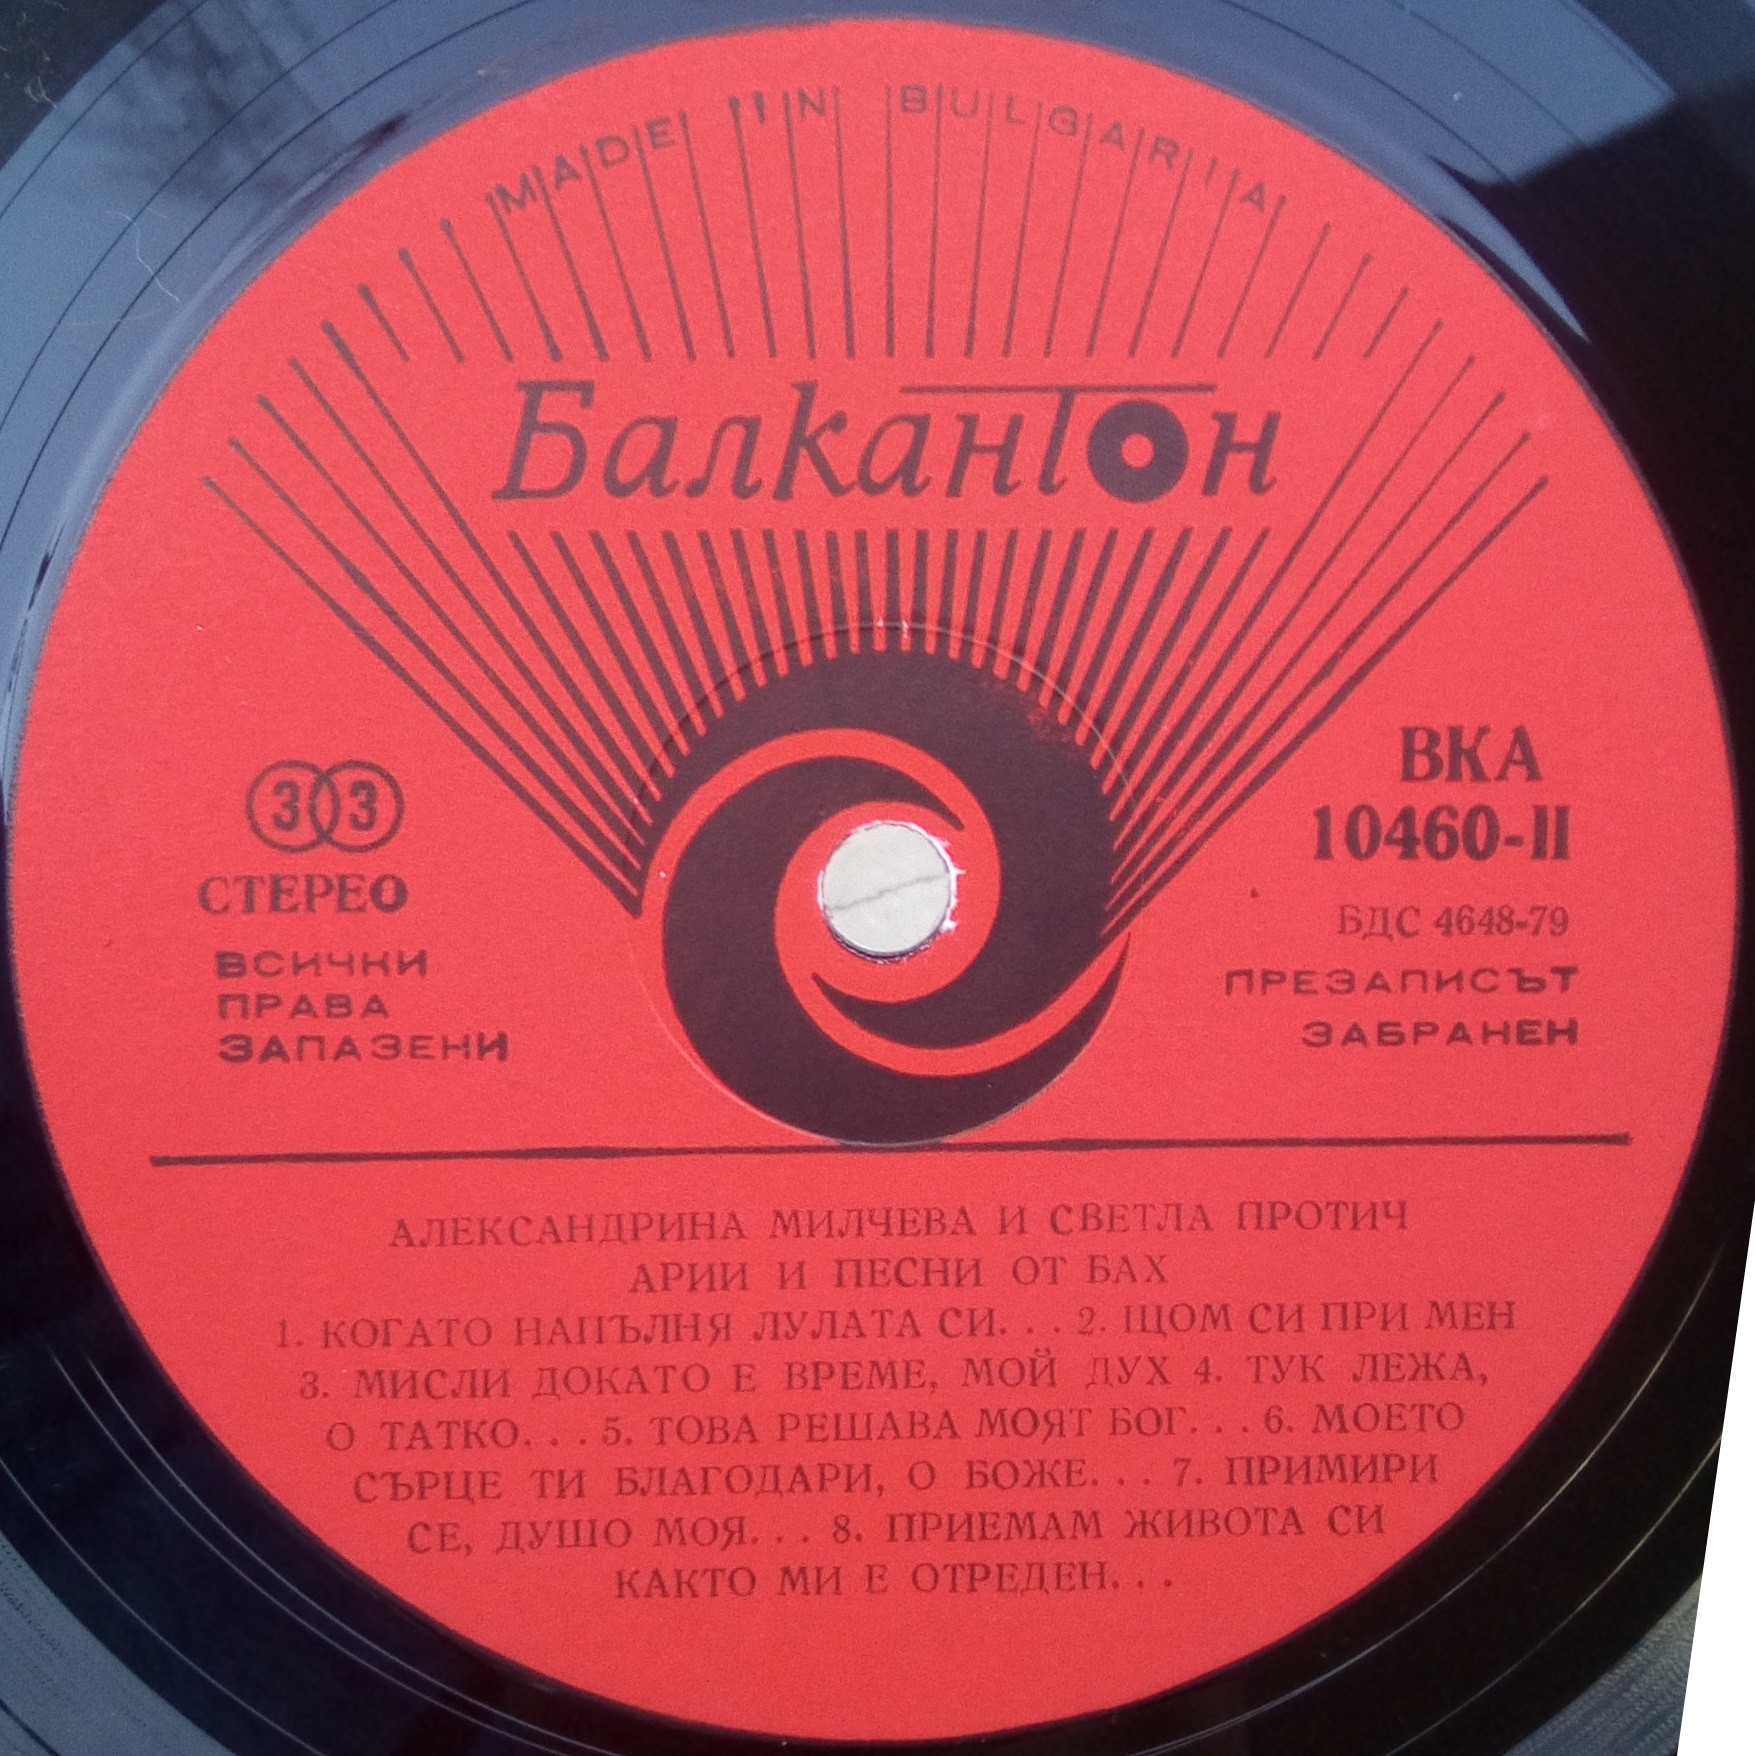 MADE IN BULGARIA
Балкантон
33
СТЕРЕО
ВСИЧКИ
ПРАВА
ЗАПАЗЕНИ
ВКА
10460-II
БДС 4648-79
ПРЕЗАПИСЪТ
ЗАБРАНЕН
АЛЕКСАНДРИНА МИЛЧЕВА И СВЕТЛА ПРОТИЧ
АРИИ И ПЕСНИ ОТ БАХ
1. КОГАТО НАПЪЛНЯ ЛУЛАТА СИ. . . 2. ЩОМ СИ ПРИ МЕН
3. МИСЛИ ДОКАТО Е ВРЕМЕ, МОЙ ДУХ 4. ТУК ЛЕЖА,
О ТАТКО. . . 5. ТОВА РЕШАВА МОЯТ БОГ. . . 6. МОЕТО
СЪРЦЕ ТИ БЛАГОДАРИ, О БОЖЕ. . . 7. ПРИМИРИ
СЕ, ДУШО МОЯ. . . 8. ПРИЕМАМ ЖИВОТА СИ
КАКТО МИ Е ОТРЕДЕН. . .